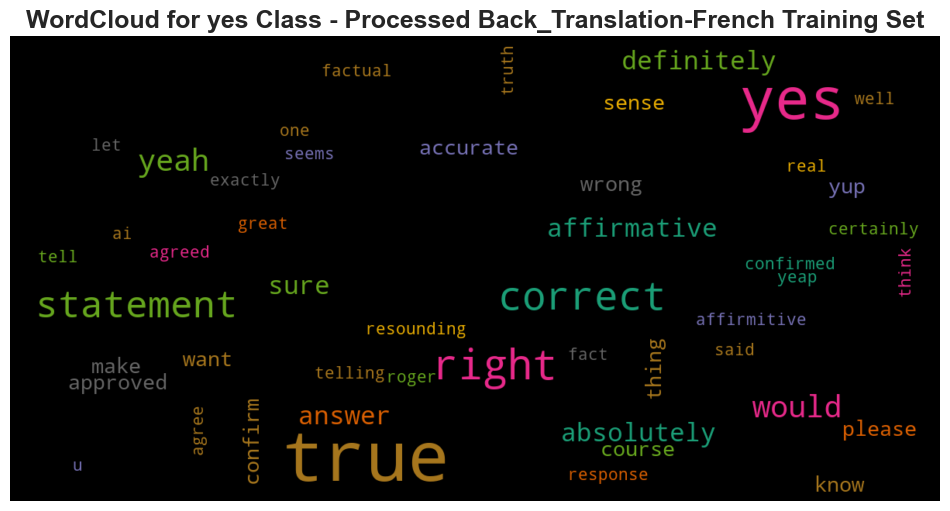 WordCloud for yes Class - Processed Back_Translation-French Training Set
factual
truth
definitely
sense
yes
well
one
let
seems
accurate
yeah
exactly
wrong
real
yup
great
affirmative
certainly
ai
agreed
tell
confirmed
think
yeap
sure
statement
correct
resounding
affirmitive
make
want
fact
said
approved
telling
roger
right
thing
agree
confirm
answer
would
absolutely
please
course
true
u
response
know